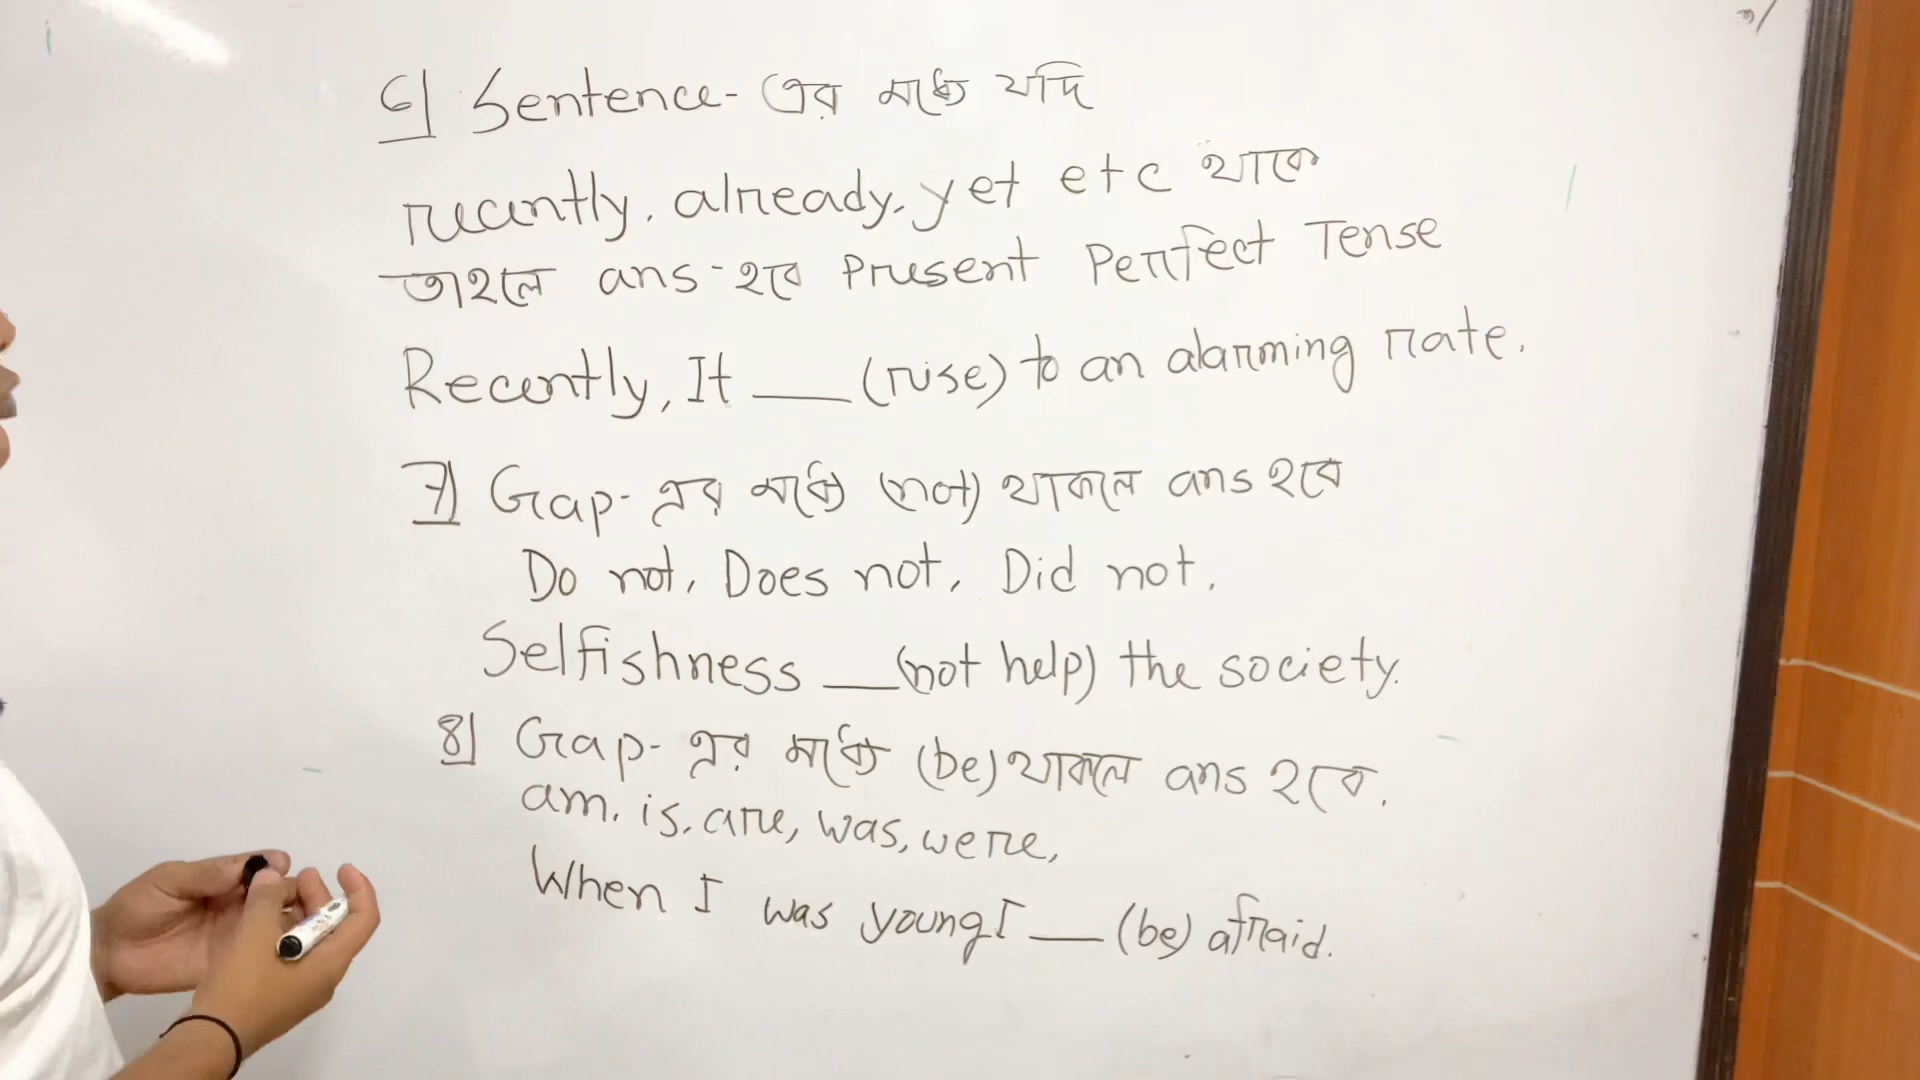 6| Sentence- এর মধ্যে যদি
recently, already, yet etc থাকে
তাহলে ans - হবে Present Perfect Tense
Recently, It ___ (rise) to an alarming rate.
7| Gap- এর মধ্যে (not) থাকলে ans হবে
Do not, Does not, Did not.
Selfishness ___ (not help) the society.
8| Gap- এর মধ্যে (be) থাকলে ans হবে.
am, is, are, was, were,
When I was young I ___ (be) afraid.